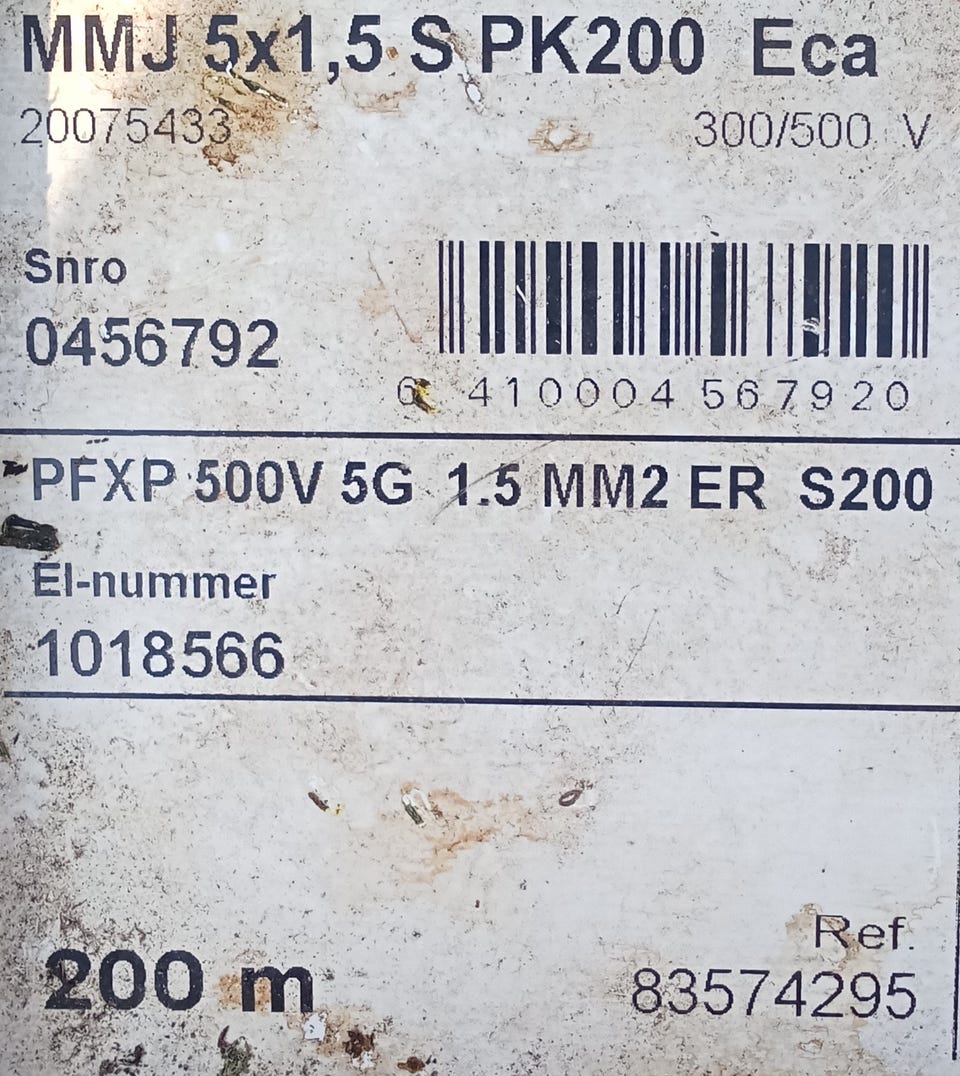 MMJ 5x1,5 S PK200 Eca
20075433 300/500 V
Snro
0456792
6 410004 567920
PFXP 500V 5G 1.5 MM2 ER S200
El-nummer
1018566
Ref.
200 m 83574295